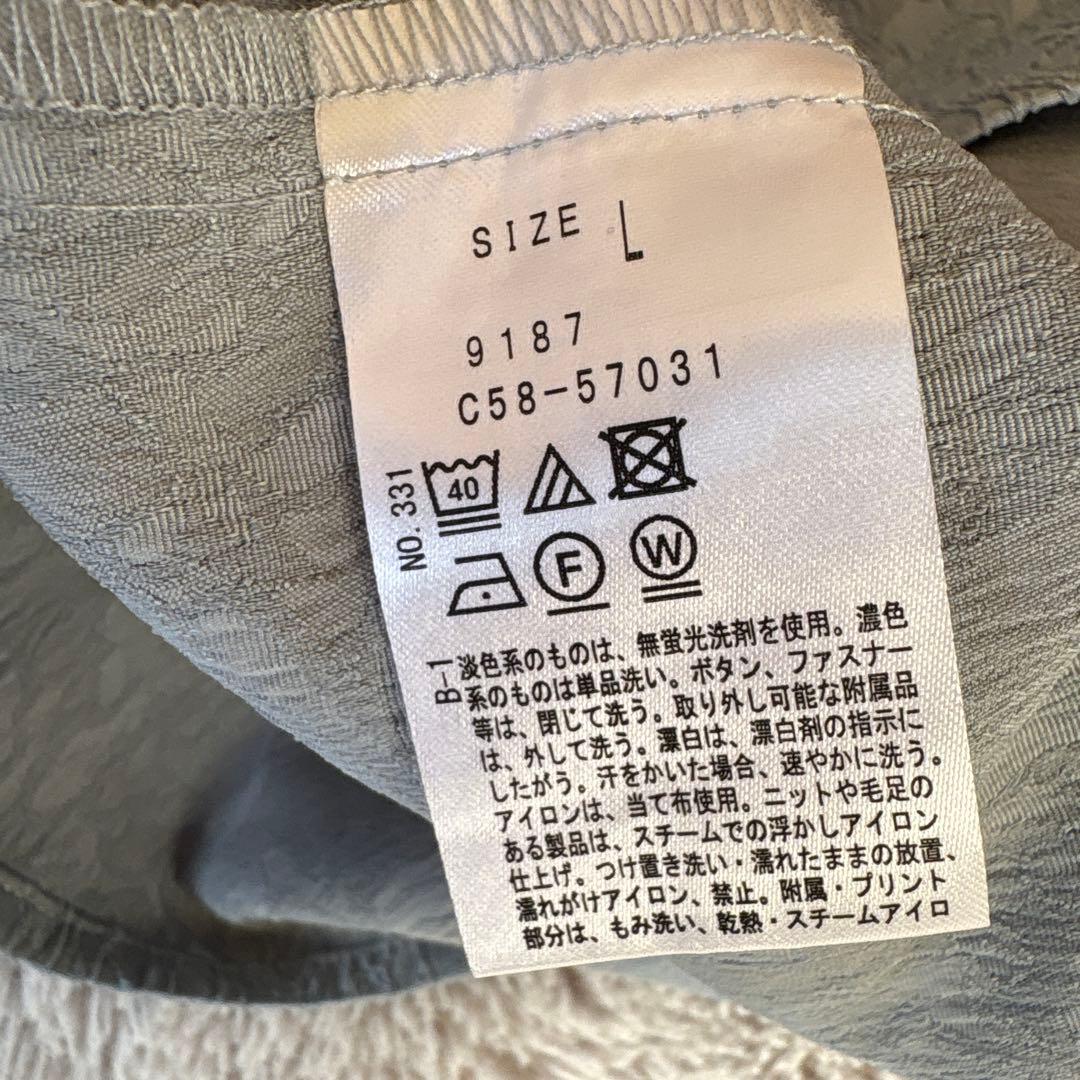 SIZE L
9187
C58-57031
NO.331
40
F
W
B-1
淡色系のものは、無蛍光洗剤を使用。濃色
系のものは単品洗い。ボタン、ファスナー
等は、閉じて洗う。取り外し可能な附属品
は、外して洗う。漂白は、漂白剤の指示に
したがう。汗をかいた場合、速やかに洗う。
アイロンは、当て布使用。ニットや毛足の
ある製品は、スチームでの浮かしアイロン
仕上げ。つけ置き洗い・濡れたままの放置、
濡れがけアイロン、禁止。附属・プリント
部分は、もみ洗い、乾熱・スチームアイロ